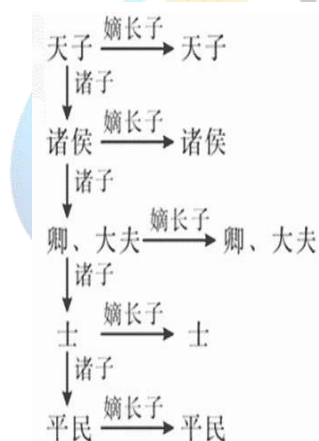 嫡长子
天子 天子
诸子
嫡长子
诸侯 诸侯
诸子
嫡长子
卿、大夫 卿、大夫
诸子
嫡长子
士 士
诸子
嫡长子
平民 平民